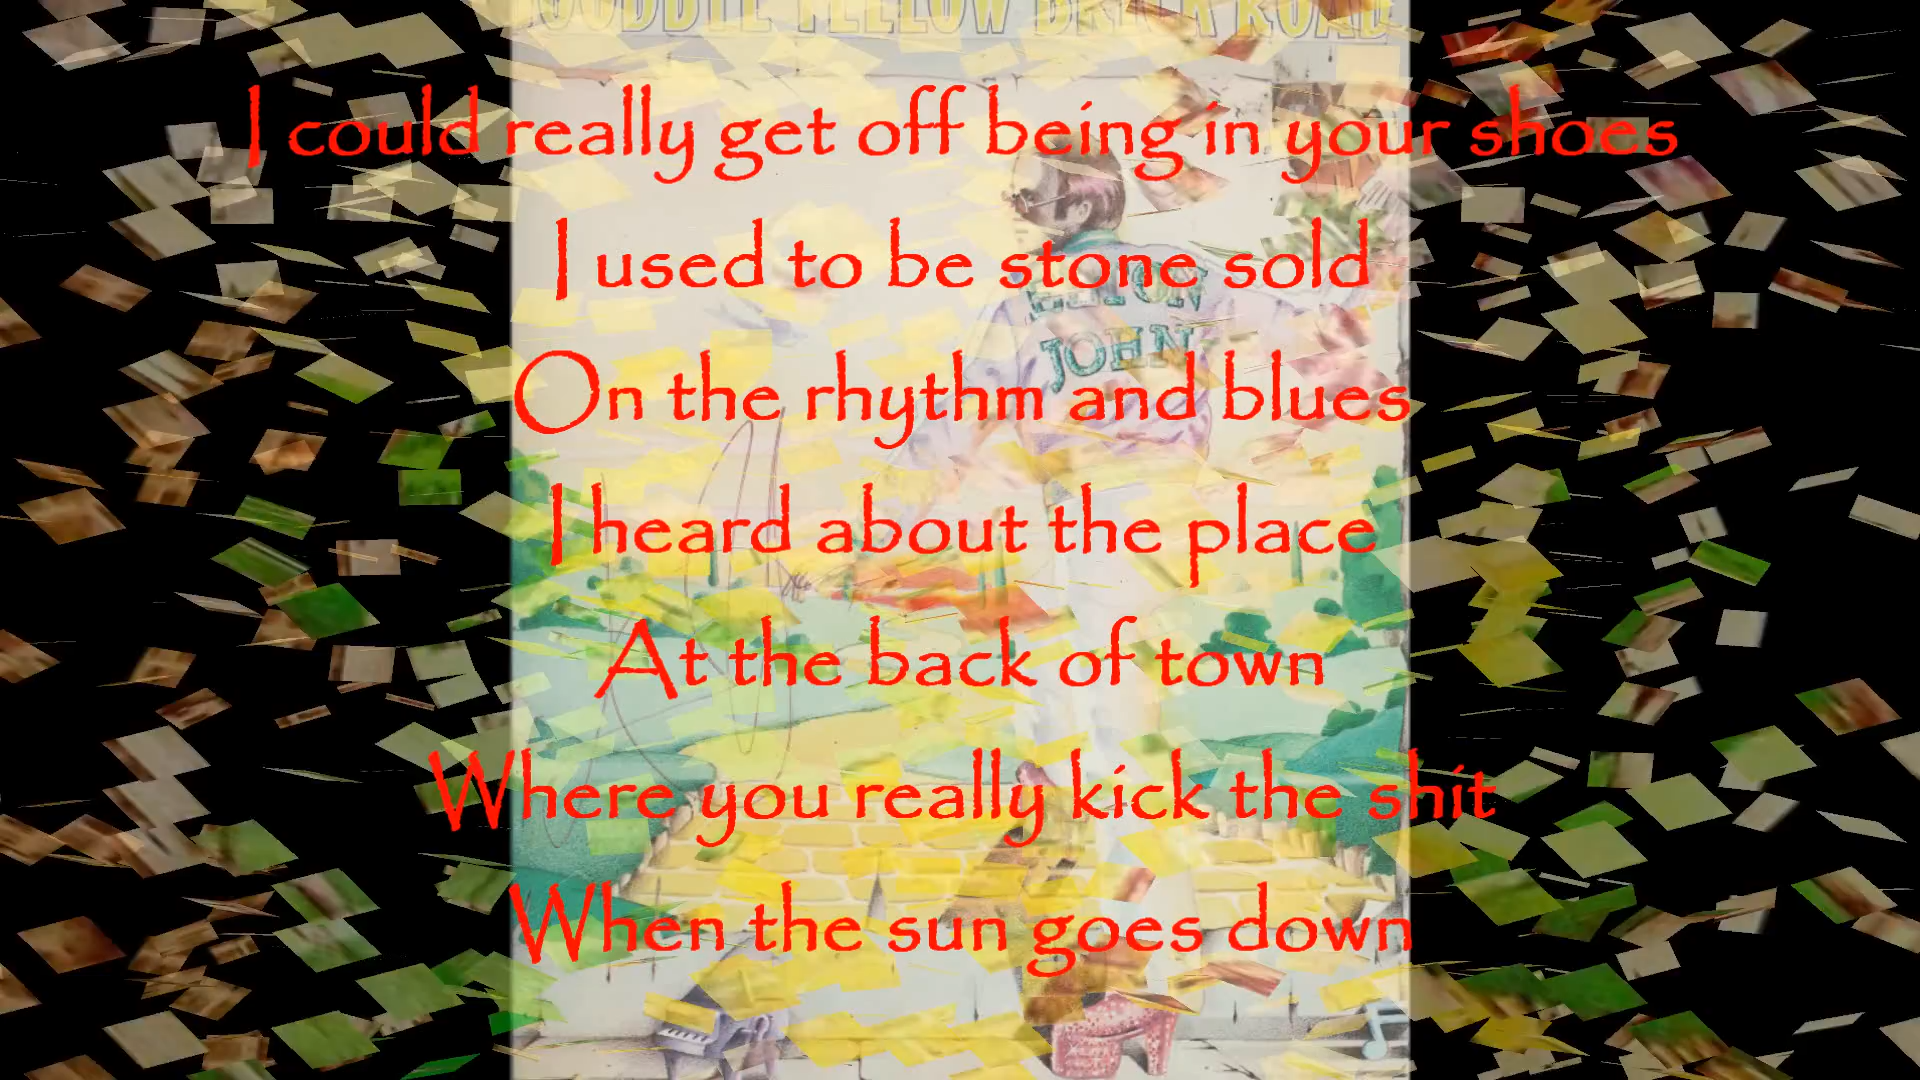 GOODBYE YELLOW BRICK ROAD
I could really get off being in your shoes
I used to be stone sold
ELTON
JOHN
On the rhythm and blues
I heard about the place
At the back of town
Where you really kick the shit
When the sun goes down